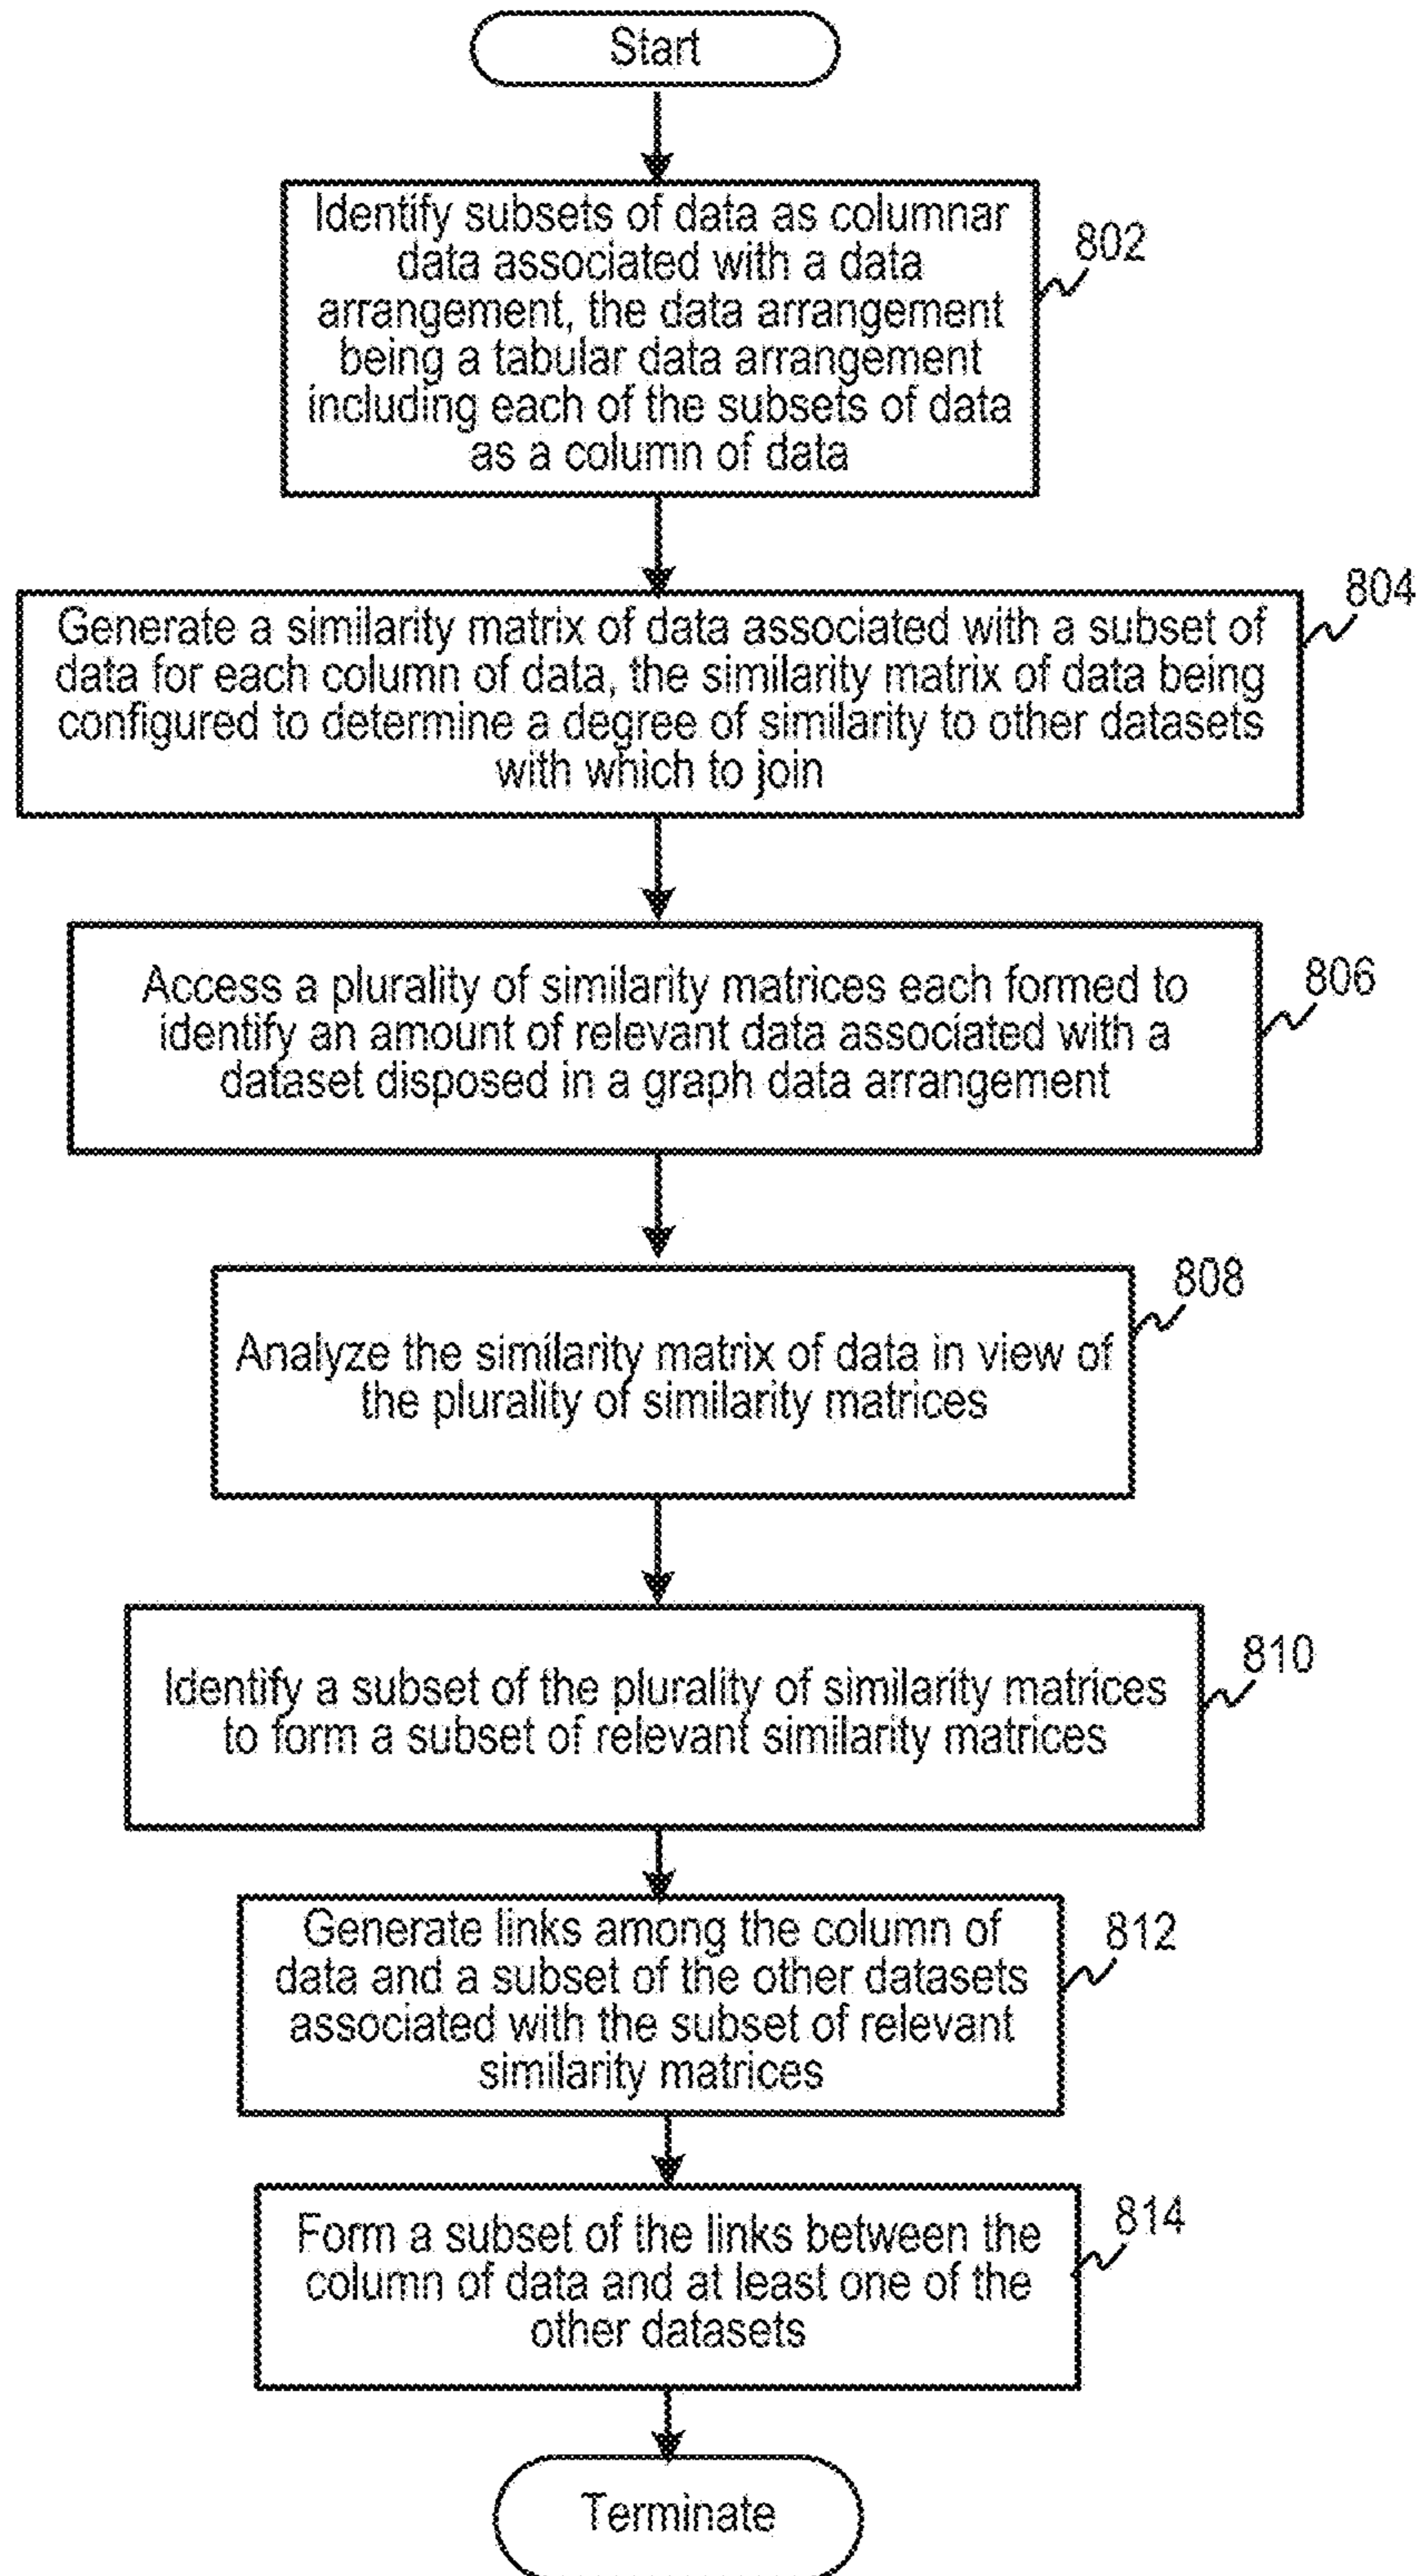 Start
Identify subsets of data as columnar
data associated with a data
arrangement, the data arrangement
being a tabular data arrangement
including each of the subsets of data
as a column of data
802
Generate a similarity matrix of data associated with a subset of
data for each column of data, the similarity matrix of data being
configured to determine a degree of similarity to other datasets
with which to join
804
Access a plurality of similarity matrices each formed to
identify an amount of relevant data associated with a
dataset disposed in a graph data arrangement
806
Analyze the similarity matrix of data in view of
the plurality of similarity matrices
808
Identify a subset of the plurality of similarity matrices
to form a subset of relevant similarity matrices
810
Generate links among the column of
data and a subset of the other datasets
associated with the subset of relevant
similarity matrices
812
Form a subset of the links between the
column of data and at least one of the
other datasets
814
Terminate